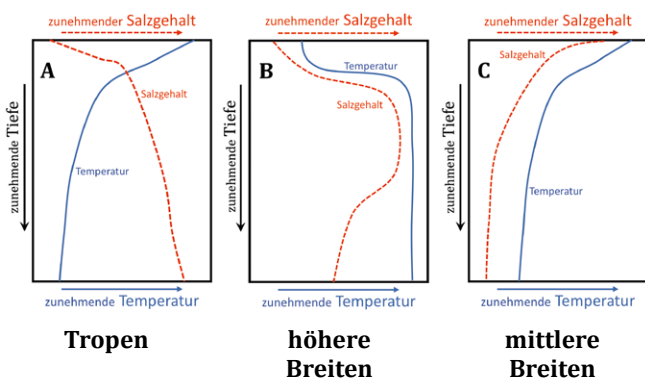 zunehmender Salzgehalt
zunehmender Salzgehalt
zunehmender Salzgehalt
A
Salzgehalt
Temperatur
zunehmende Tiefe
zunehmende Temperatur
B
Temperatur
Salzgehalt
zunehmende Tiefe
zunehmende Temperatur
C
Salzgehalt
Temperatur
zunehmende Tiefe
zunehmende Temperatur
Tropen
höhere
Breiten
mittlere
Breiten